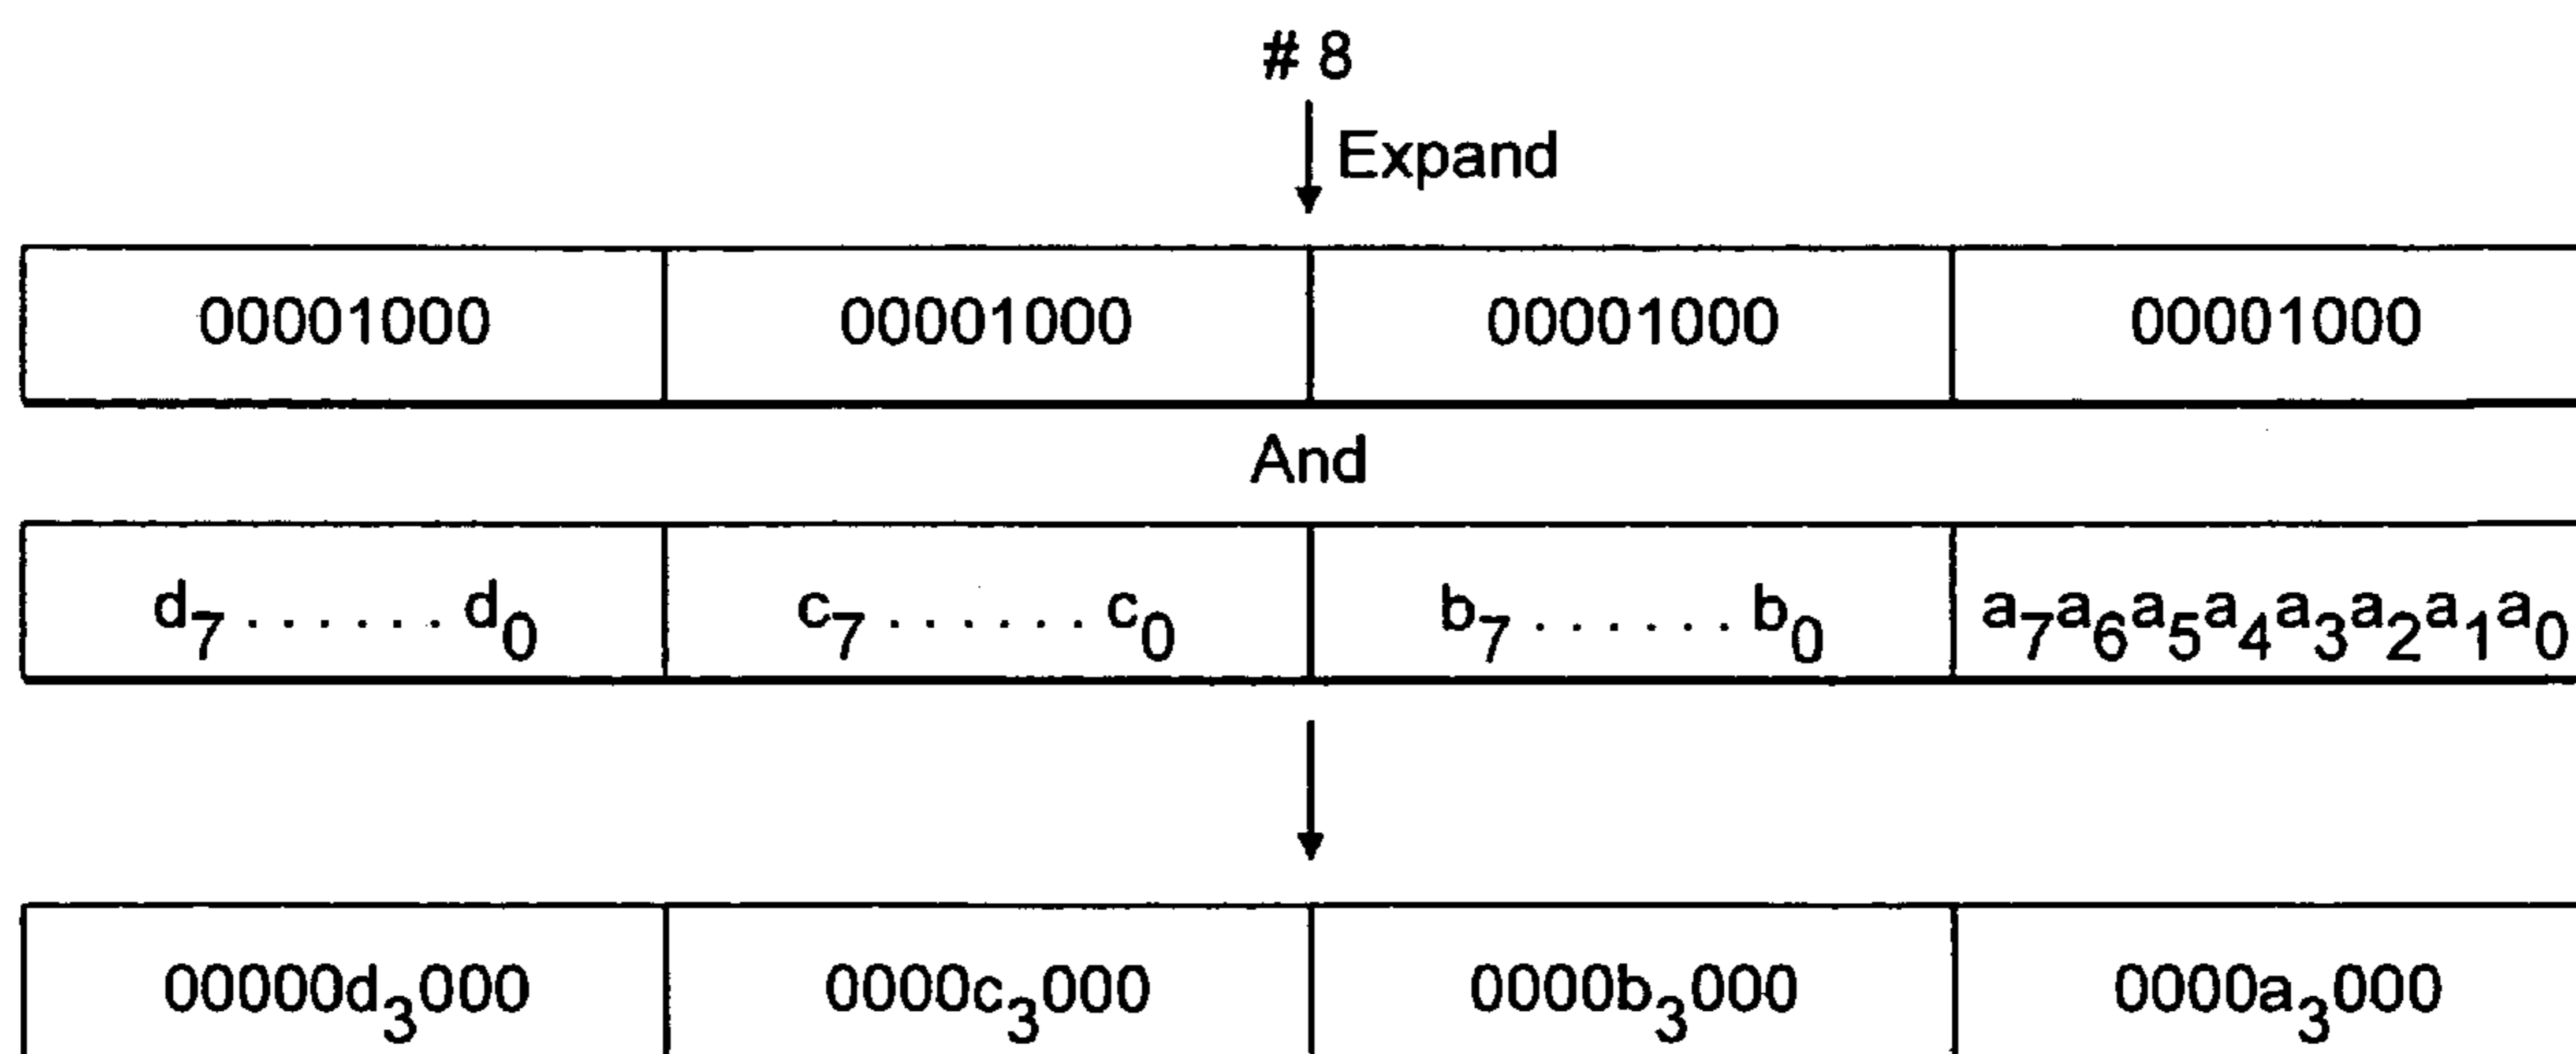 # 8
Expand
00001000 00001000 00001000 00001000
And
d₇ . . . . . . d₀ c₇ . . . . . . c₀ b₇ . . . . . . b₀ a₇a₆a₅a₄a₃a₂a₁a₀
00000d₃000 0000c₃000 0000b₃000 0000a₃000